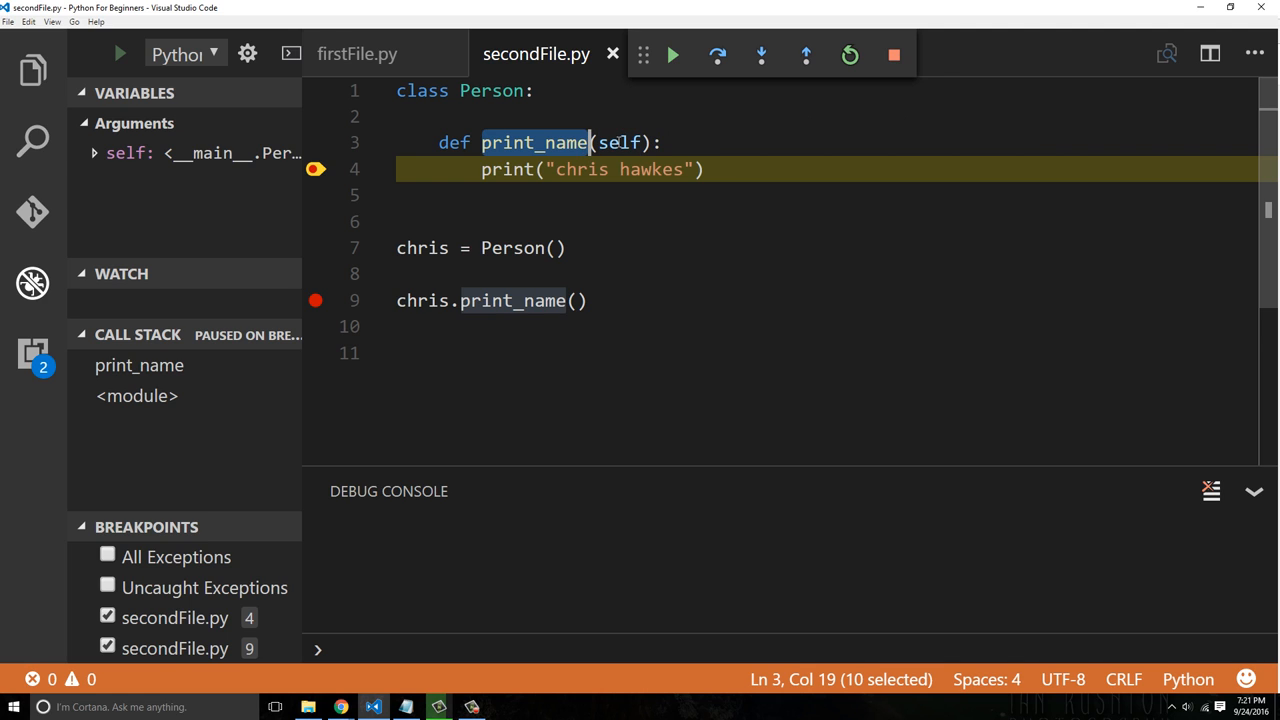 secondFile.py - Python For Beginners - Visual Studio Code
File Edit View Go Help
Python
firstFile.py
secondFile.py
VARIABLES
Arguments
self: <__main__.Per...
WATCH
CALL STACK PAUSED ON BRE...
print_name
<module>
BREAKPOINTS
All Exceptions
Uncaught Exceptions
secondFile.py 4
secondFile.py 9
2
1 class Person:
2
3 def print_name(self):
4 print("chris hawkes")
5
6
7 chris = Person()
8
9 chris.print_name()
10
11
DEBUG CONSOLE
0 0 Ln 3, Col 19 (10 selected) Spaces: 4 UTF-8 CRLF Python
I'm Cortana. Ask me anything.
7:21 PM
9/24/2016